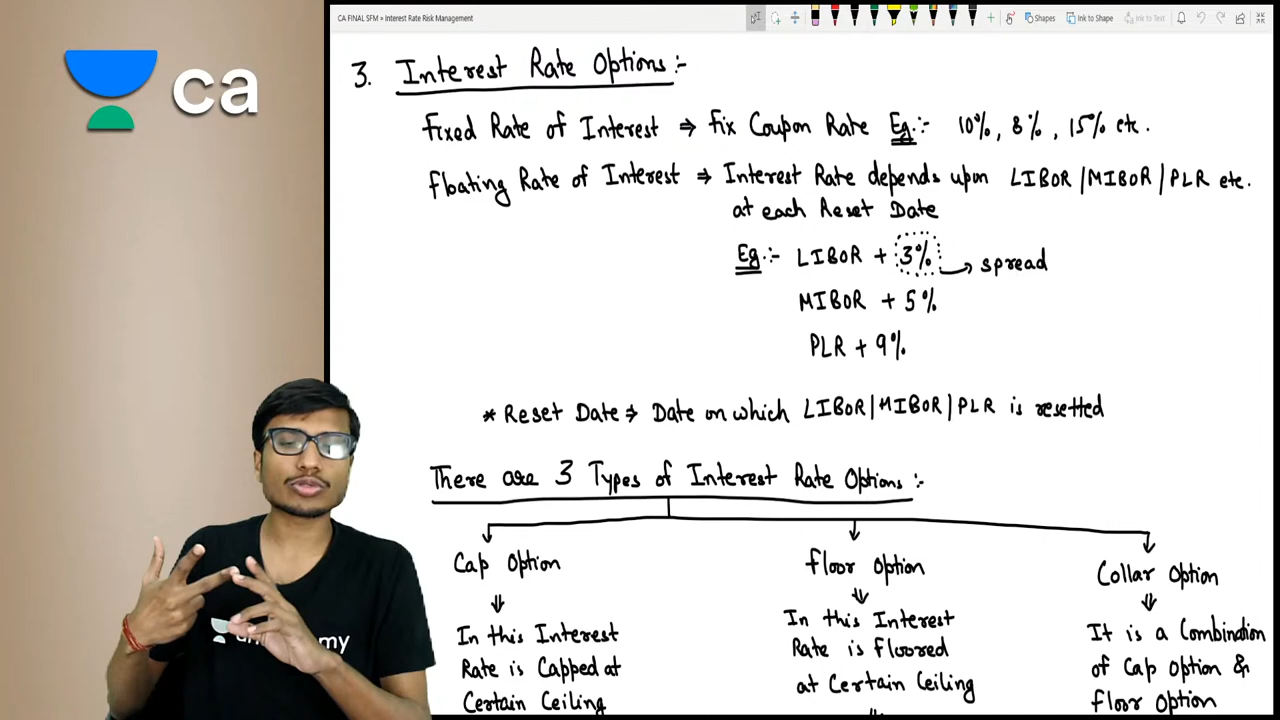 CA FINAL SFM » Interest Rate Risk Management
Shapes
Ink to Shape
Ink to Text
ca
3. Interest Rate Options :-
Fixed Rate of Interest ⇒ Fix Coupon Rate Eg :- 10%, 8%, 15% etc.
Floating Rate of Interest ⇒ Interest Rate depends upon LIBOR/MIBOR/PLR etc.
at each Reset Date
Eg :- LIBOR + 3% → spread
MIBOR + 5%
PLR + 9%
* Reset Date ⇒ Date on which LIBOR/MIBOR/PLR is resetted
There are 3 Types of Interest Rate Options :-
Cap Option
Floor Option
Collar Option
In this Interest
Rate is Capped at
Certain Ceiling
In this Interest
Rate is Floored
at Certain Ceiling
It is a Combination
of Cap Option &
Floor Option